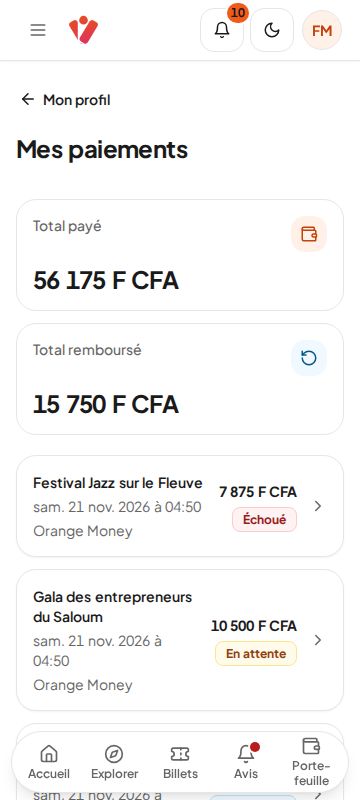 10
FM
Mon profil
Mes paiements
Total payé
56 175 F CFA
Total remboursé
15 750 F CFA
Festival Jazz sur le Fleuve
sam. 21 nov. 2026 à 04:50
Orange Money
7 875 F CFA
Échoué
Gala des entrepreneurs
du Saloum
sam. 21 nov. 2026 à
04:50
Orange Money
10 500 F CFA
En attente
Accueil
Explorer
Billets
Avis
Porte-
feuille